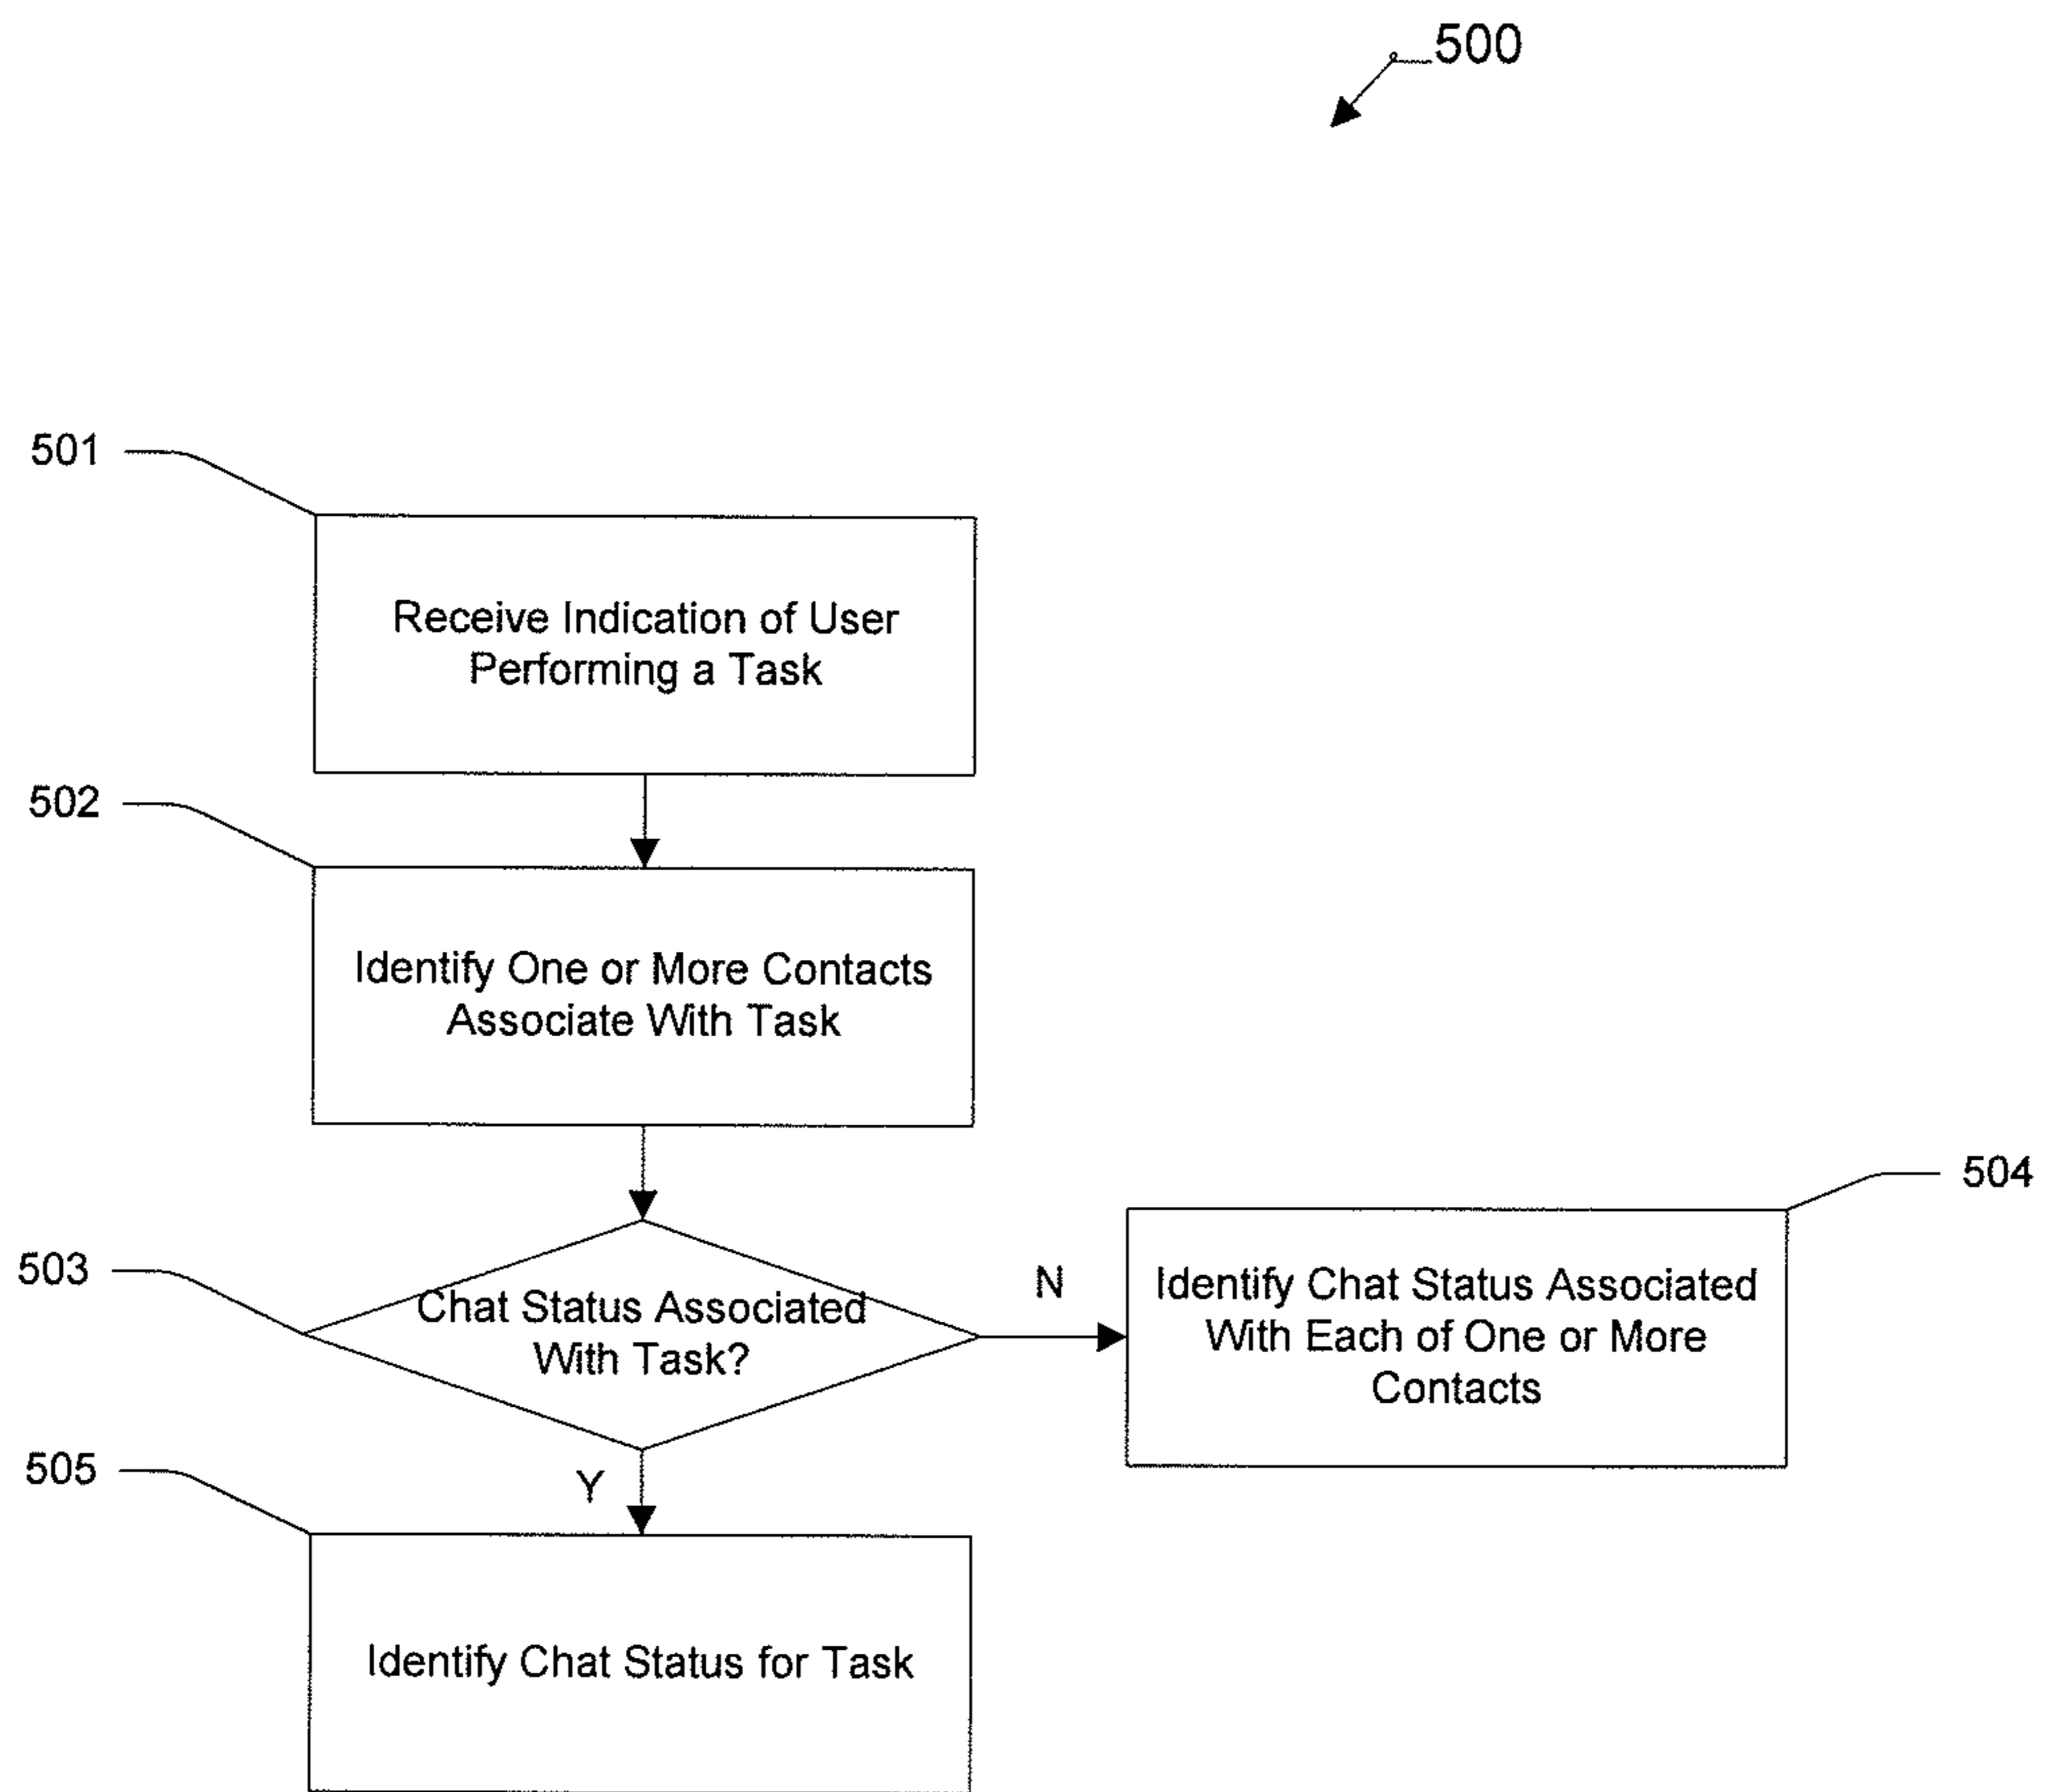 500
501
Receive Indication of User
Performing a Task
502
Identify One or More Contacts
Associate With Task
503
Chat Status Associated
With Task?
N
504
Identify Chat Status Associated
With Each of One or More
Contacts
Y
505
Identify Chat Status for Task